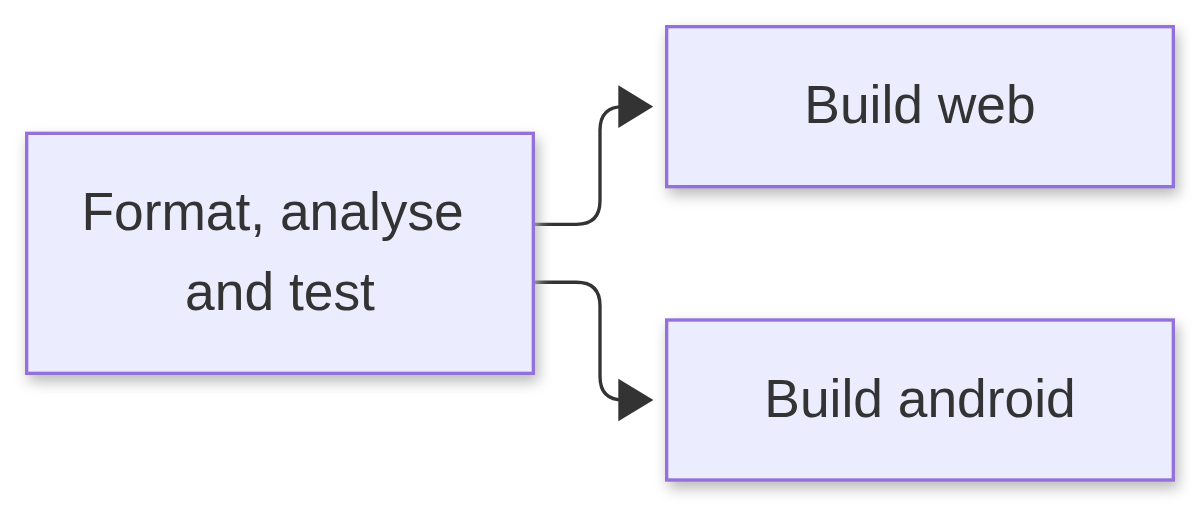 Format, analyse
and test
Build web
Build android